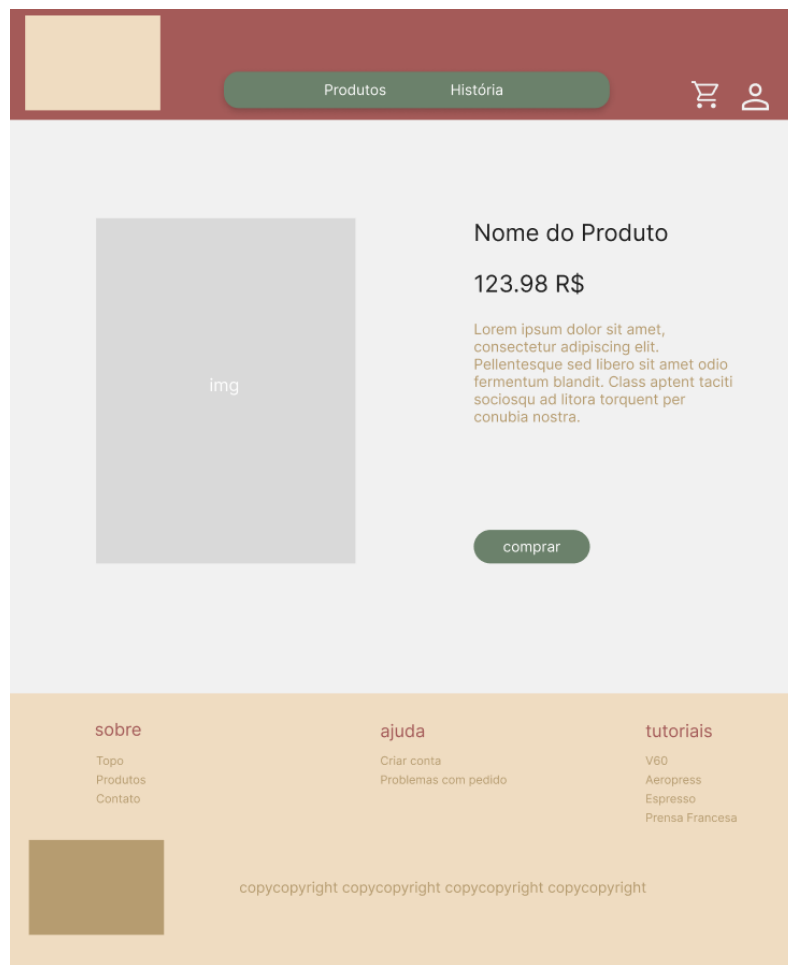 Produtos História
Nome do Produto
123.98 R$
Lorem ipsum dolor sit amet,
consectetur adipiscing elit.
Pellentesque sed libero sit amet odio
fermentum blandit. Class aptent taciti
sociosqu ad litora torquent per
conubia nostra.
img
comprar
sobre
Topo
Produtos
Contato
ajuda
Criar conta
Problemas com pedido
tutoriais
V60
Aeropress
Espresso
Prensa Francesa
copycopyright copycopyright copycopyright copycopyright